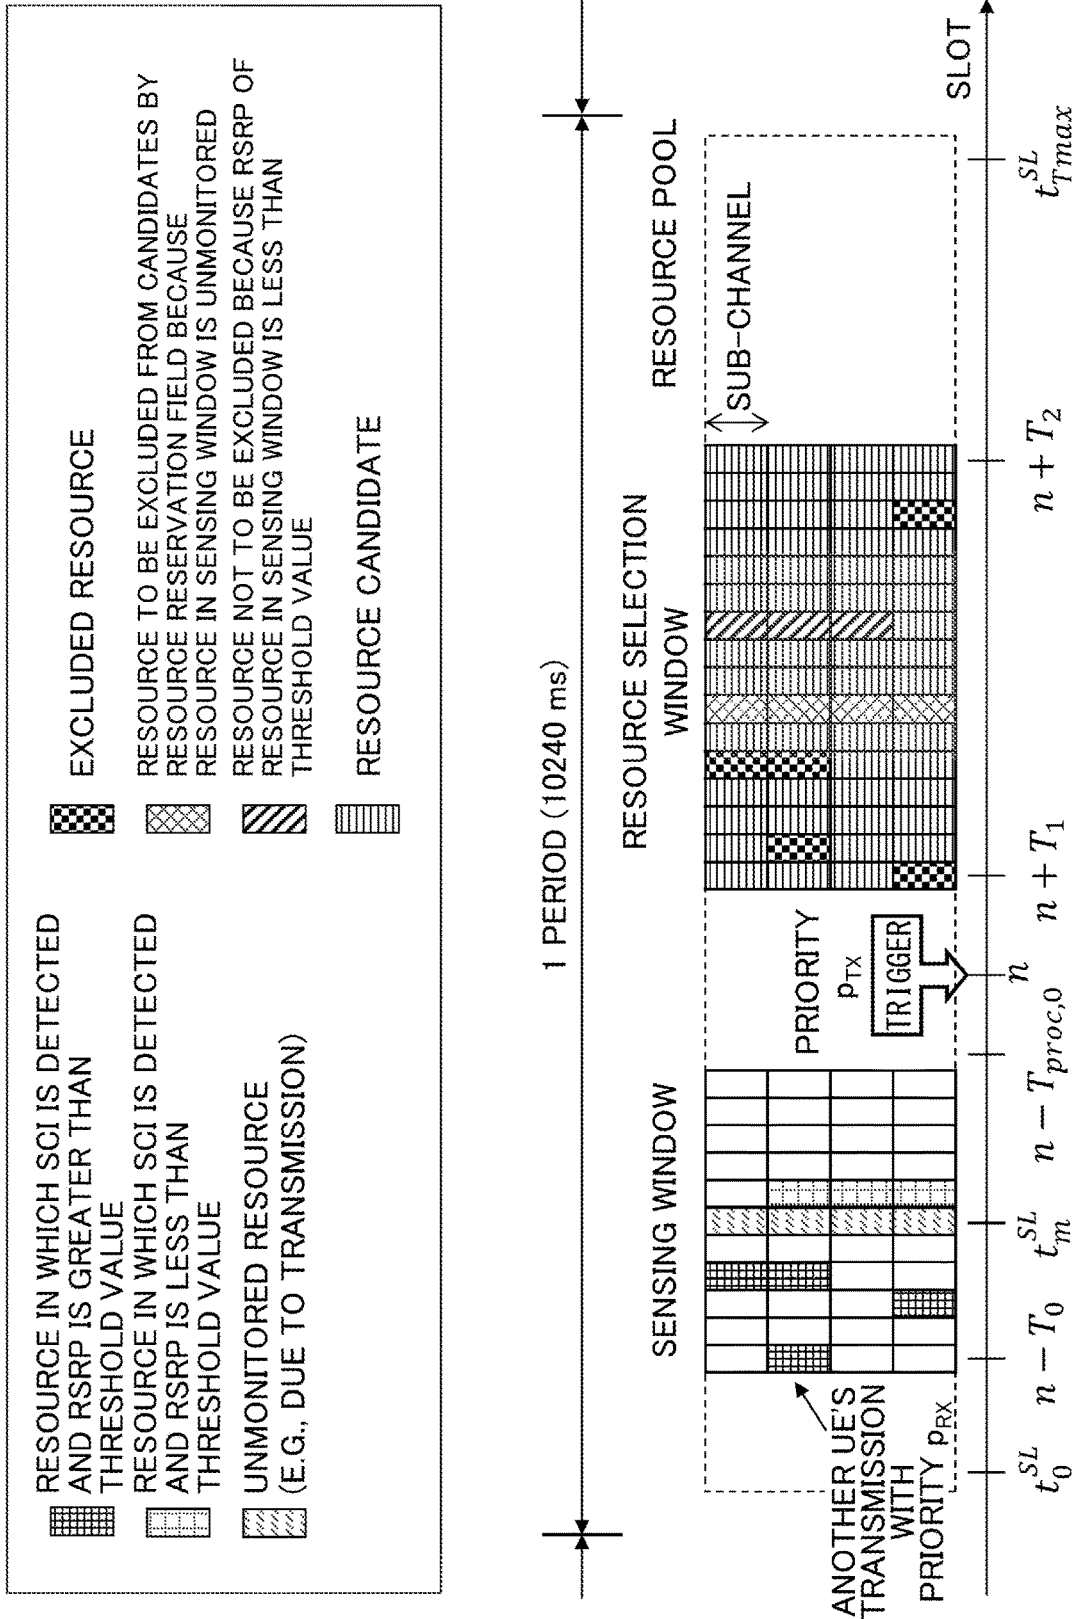 RESOURCE IN WHICH SCI IS DETECTED
AND RSRP IS GREATER THAN
THRESHOLD VALUE
RESOURCE IN WHICH SCI IS DETECTED
AND RSRP IS LESS THAN
THRESHOLD VALUE
UNMONITORED RESOURCE
(E.G., DUE TO TRANSMISSION)
EXCLUDED RESOURCE
RESOURCE TO BE EXCLUDED FROM CANDIDATES BY
RESOURCE RESERVATION FIELD BECAUSE
RESOURCE IN SENSING WINDOW IS UNMONITORED
RESOURCE NOT TO BE EXCLUDED BECAUSE RSRP OF
RESOURCE IN SENSING WINDOW IS LESS THAN
THRESHOLD VALUE
RESOURCE CANDIDATE
1 PERIOD (10240 ms)
SENSING WINDOW
RESOURCE SELECTION
WINDOW
RESOURCE POOL
SUB-CHANNEL
PRIORITY
p_TX
TRIGGER
ANOTHER UE'S
TRANSMISSION
WITH
PRIORITY p_RX
SLOT
t_0^{SL} n − T_0 t_m^{SL} n − T_{proc,0} n n + T_1 n + T_2 t_{Tmax}^{SL}